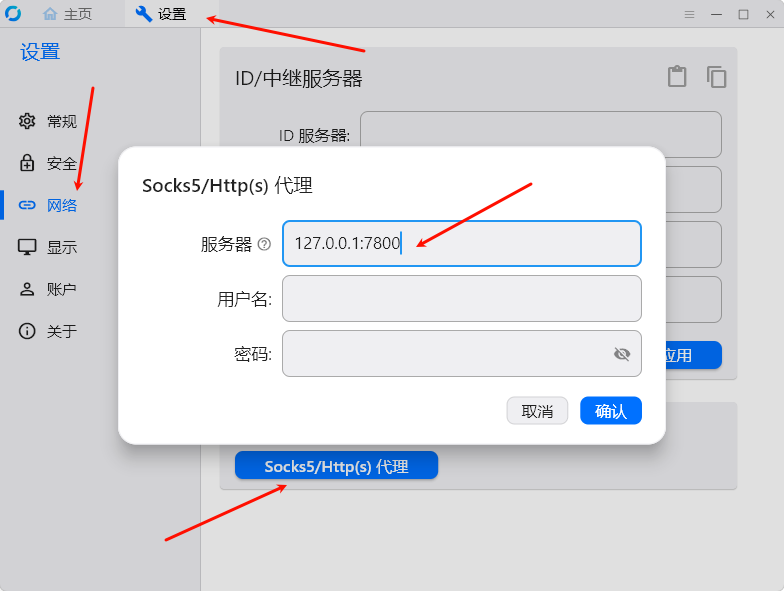 主页
设置
设置
常规
安全
网络
显示
账户
关于
ID/中继服务器
ID 服务器:
应用
Socks5/Http(s) 代理
服务器
127.0.0.1:7800
用户名:
密码:
取消
确认
Socks5/Http(s) 代理